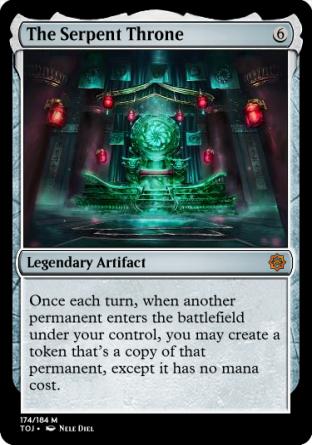 The Serpent Throne 6
Legendary Artifact
Once each turn, when another
permanent enters the battlefield
under your control, you may create a
token that's a copy of that
permanent, except it has no mana
cost.
174/184 M
TOJ • Nele Diel